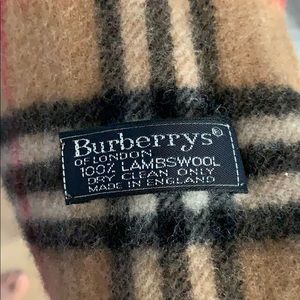 Burberrys®
OF LONDON
100% LAMBSWOOL
DRY CLEAN ONLY
MADE IN ENGLAND